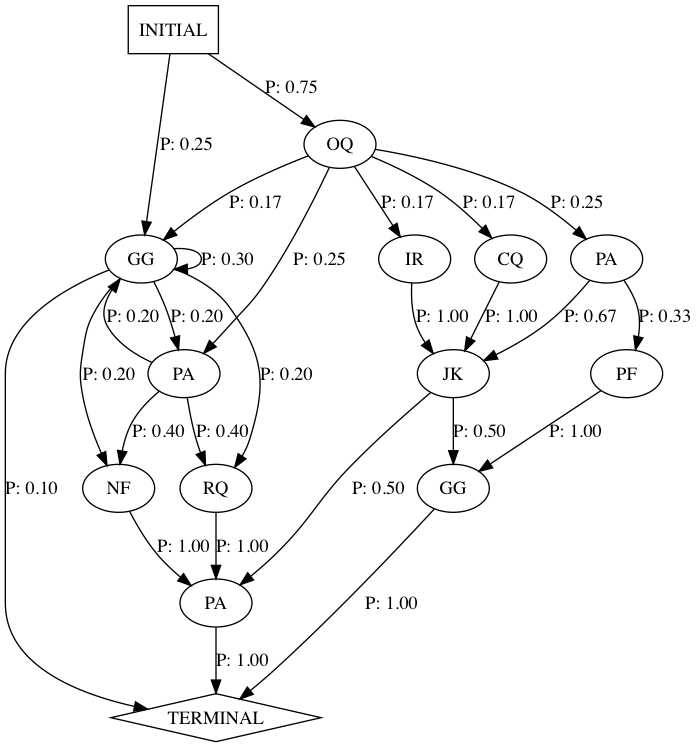 INITIAL
P: 0.75
OQ
P: 0.25
P: 0.17
P: 0.17
P: 0.17
P: 0.25
GG
P: 0.30
P: 0.25
IR
CQ
PA
P: 0.20
P: 0.20
P: 1.00
P: 1.00
P: 0.67
P: 0.33
P: 0.20
PA
P: 0.20
JK
PF
P: 0.40
P: 0.40
P: 0.50
P: 1.00
P: 0.10
NF
RQ
P: 0.50
GG
P: 1.00
P: 1.00
PA
P: 1.00
P: 1.00
TERMINAL